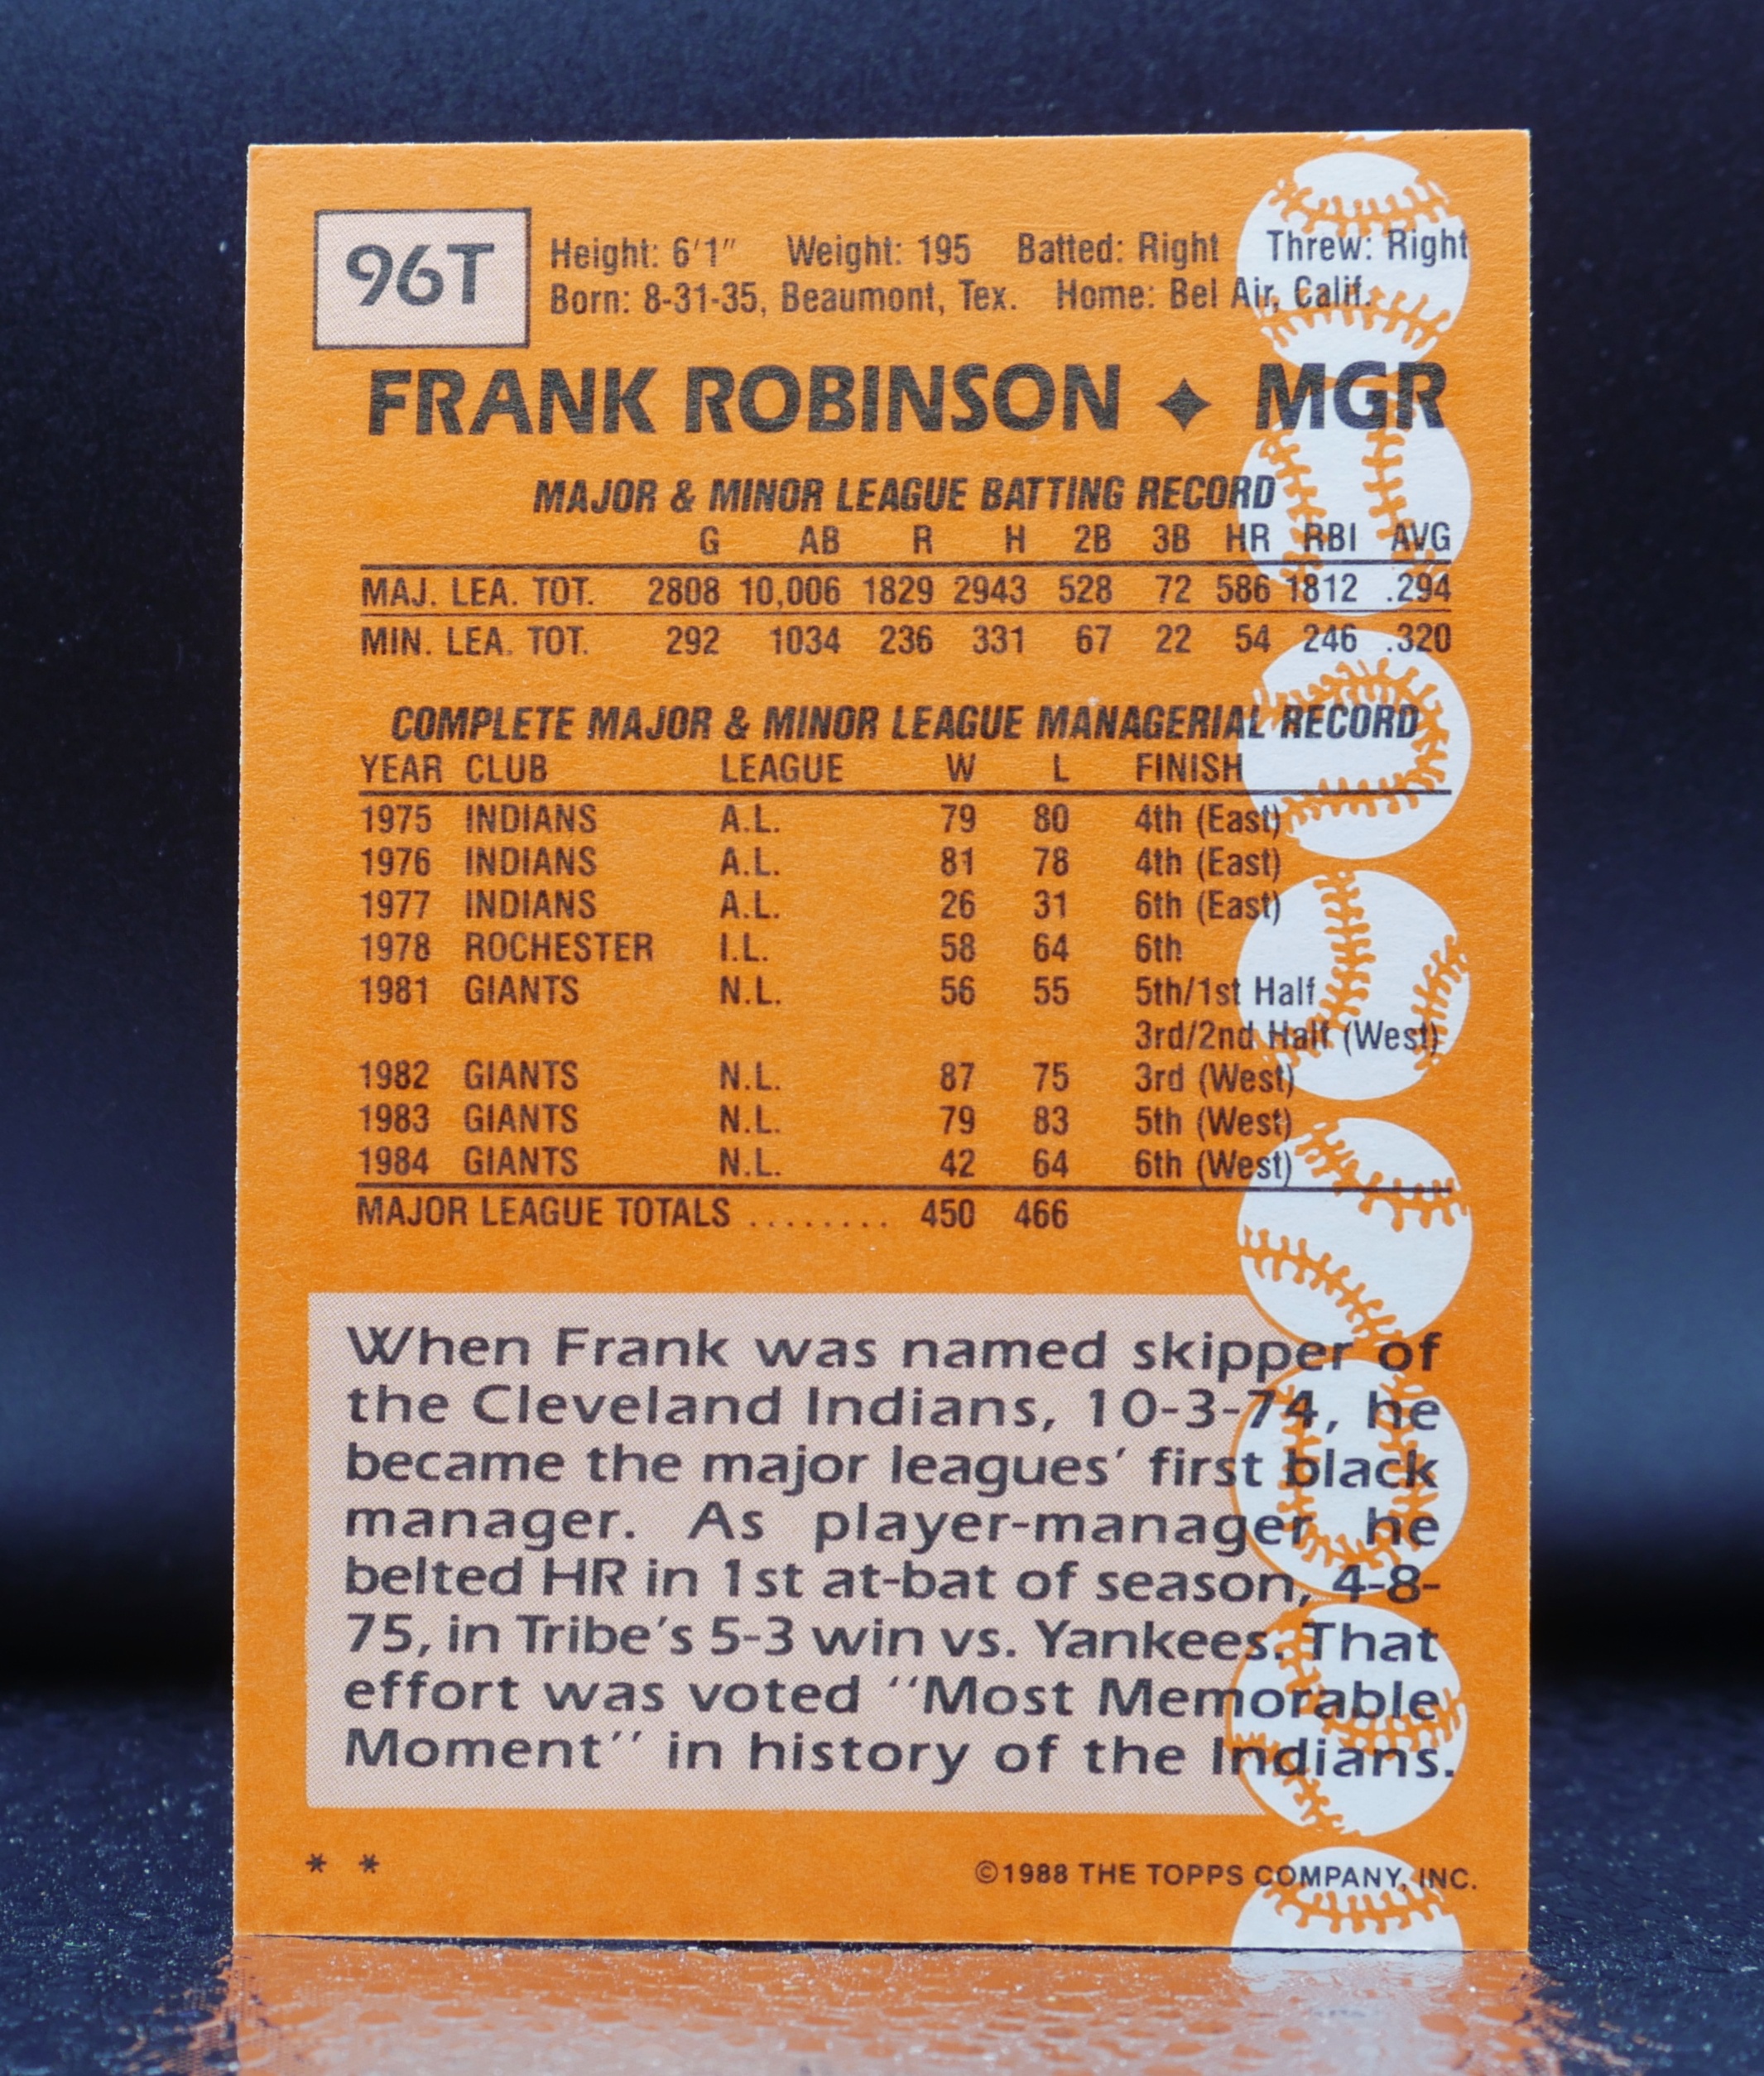 96T
Height: 6'1" Weight: 195 Batted: Right Threw: Right
Born: 8-31-35, Beaumont, Tex. Home: Bel Air, Calif.
FRANK ROBINSON ✦ MGR
MAJOR & MINOR LEAGUE BATTING RECORD
G AB R H 2B 3B HR RBI AVG
MAJ. LEA. TOT. 2808 10,006 1829 2943 528 72 586 1812 .294
MIN. LEA. TOT. 292 1034 236 331 67 22 54 246 .320
COMPLETE MAJOR & MINOR LEAGUE MANAGERIAL RECORD
YEAR CLUB LEAGUE W L FINISH
1975 INDIANS A.L. 79 80 4th (East)
1976 INDIANS A.L. 81 78 4th (East)
1977 INDIANS A.L. 26 31 6th (East)
1978 ROCHESTER I.L. 58 64 6th
1981 GIANTS N.L. 56 55 5th/1st Half
3rd/2nd Half (West)
1982 GIANTS N.L. 87 75 3rd (West)
1983 GIANTS N.L. 79 83 5th (West)
1984 GIANTS N.L. 42 64 6th (West)
MAJOR LEAGUE TOTALS ........ 450 466
When Frank was named skipper of
the Cleveland Indians, 10-3-74, he
became the major leagues' first black
manager. As player-manager he
belted HR in 1st at-bat of season, 4-8-
75, in Tribe's 5-3 win vs. Yankees. That
effort was voted "Most Memorable
Moment" in history of the Indians.
* * ©1988 THE TOPPS COMPANY, INC.